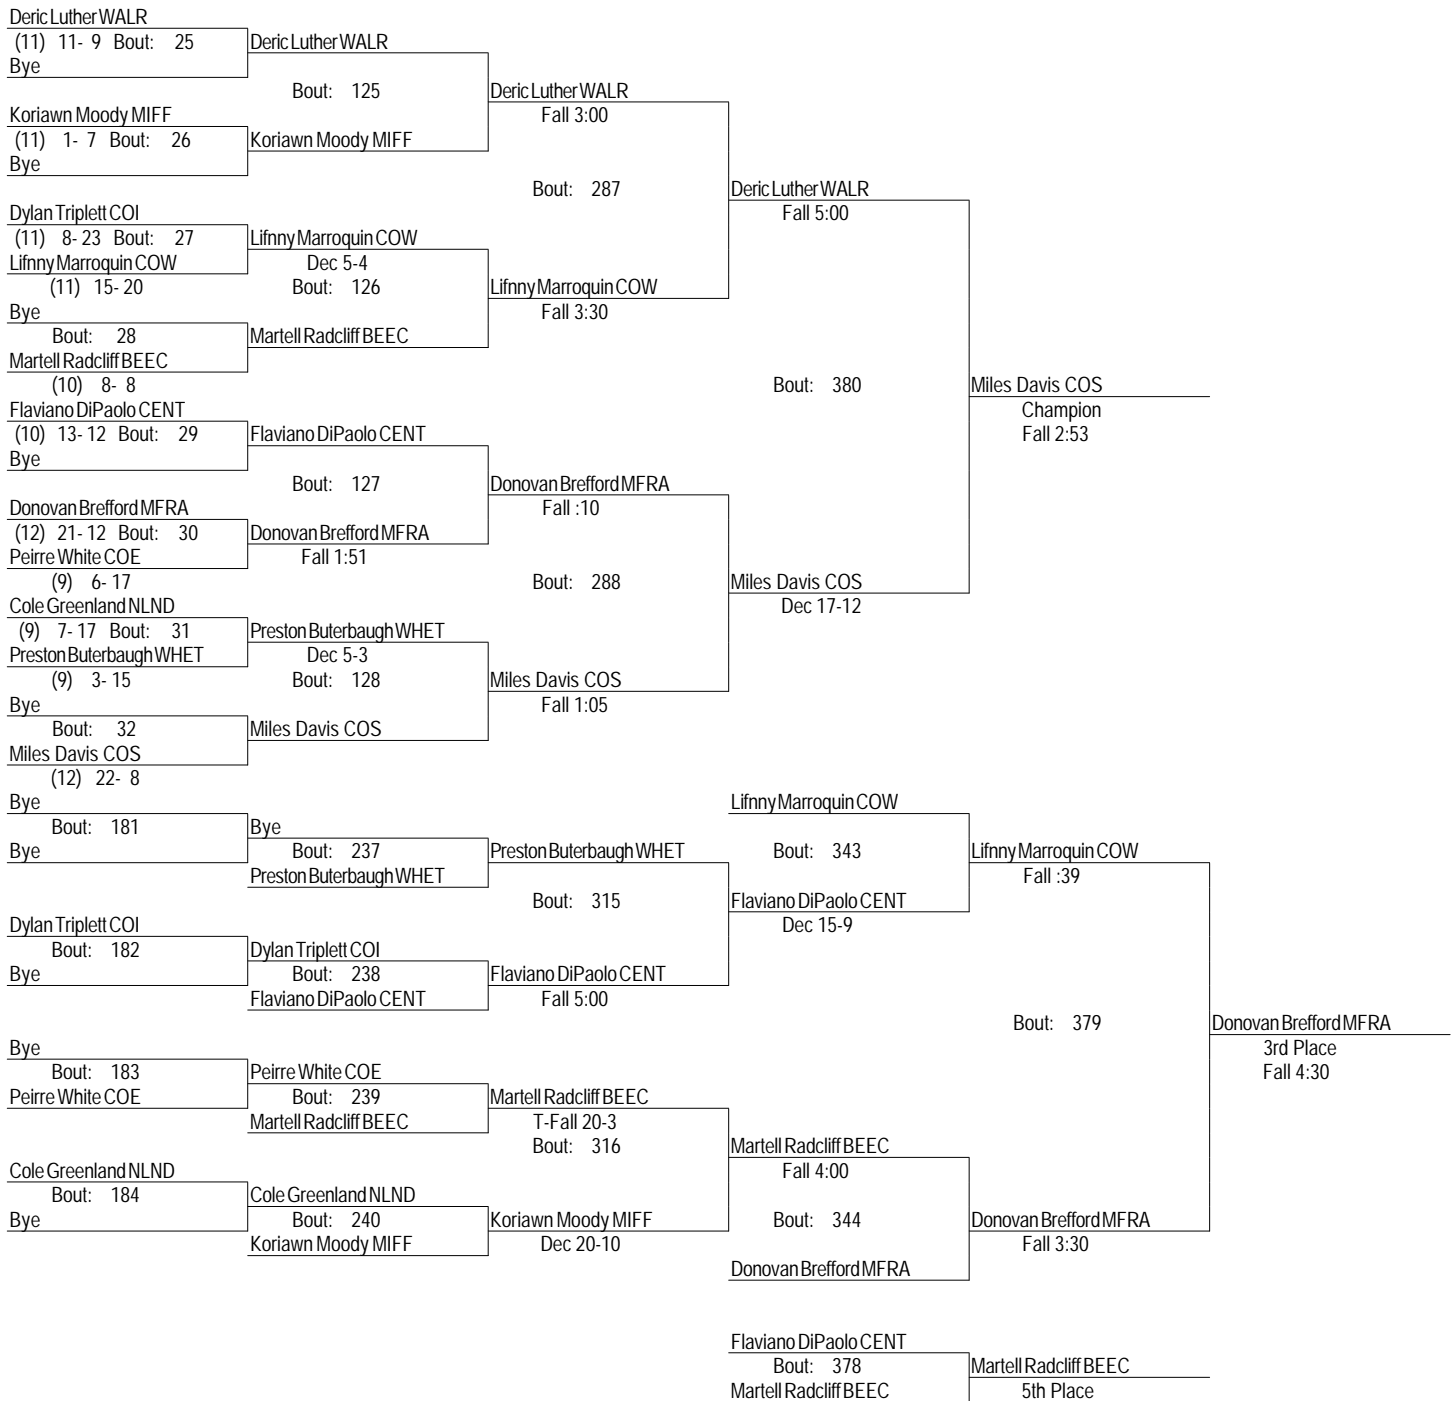 Deric Luther WALR
(11) 11- 9 Bout: 25
Deric Luther WALR
Bye
Bout: 125
Deric Luther WALR
Koriawn Moody MIFF
Fall 3:00
(11) 1- 7 Bout: 26
Koriawn Moody MIFF
Bye
Bout: 287
Deric Luther WALR
Dylan Triplett COI
Fall 5:00
(11) 8- 23 Bout: 27
Lifnny Marroquin COW
Lifnny Marroquin COW
Dec 5-4
(11) 15- 20
Bout: 126
Lifnny Marroquin COW
Bye
Fall 3:30
Bout: 28
Martell Radcliff BEEC
Martell Radcliff BEEC
(10) 8- 8
Bout: 380
Miles Davis COS
Flaviano DiPaolo CENT
Champion
(10) 13- 12 Bout: 29
Flaviano DiPaolo CENT
Fall 2:53
Bye
Bout: 127
Donovan Brefford MFRA
Donovan Brefford MFRA
Fall :10
(12) 21- 12 Bout: 30
Donovan Brefford MFRA
Peirre White COE
Fall 1:51
(9) 6- 17
Bout: 288
Miles Davis COS
Cole Greenland NLND
Dec 17-12
(9) 7- 17 Bout: 31
Preston Buterbaugh WHET
Preston Buterbaugh WHET
Dec 5-3
(9) 3- 15
Bout: 128
Miles Davis COS
Bye
Fall 1:05
Bout: 32
Miles Davis COS
Miles Davis COS
(12) 22- 8
Bye
Lifnny Marroquin COW
Bout: 181
Bye
Bye
Bout: 237
Preston Buterbaugh WHET
Bout: 343
Lifnny Marroquin COW
Preston Buterbaugh WHET
Fall :39
Bout: 315
Flaviano DiPaolo CENT
Dylan Triplett COI
Dec 15-9
Bout: 182
Dylan Triplett COI
Bye
Bout: 238
Flaviano DiPaolo CENT
Flaviano DiPaolo CENT
Fall 5:00
Bout: 379
Donovan Brefford MFRA
Bye
3rd Place
Bout: 183
Peirre White COE
Fall 4:30
Peirre White COE
Bout: 239
Martell Radcliff BEEC
Martell Radcliff BEEC
T-Fall 20-3
Bout: 316
Martell Radcliff BEEC
Cole Greenland NLND
Fall 4:00
Bout: 184
Cole Greenland NLND
Bye
Bout: 240
Koriawn Moody MIFF
Bout: 344
Donovan Brefford MFRA
Koriawn Moody MIFF
Dec 20-10
Fall 3:30
Donovan Brefford MFRA
Flaviano DiPaolo CENT
Bout: 378
Martell Radcliff BEEC
Martell Radcliff BEEC
5th Place